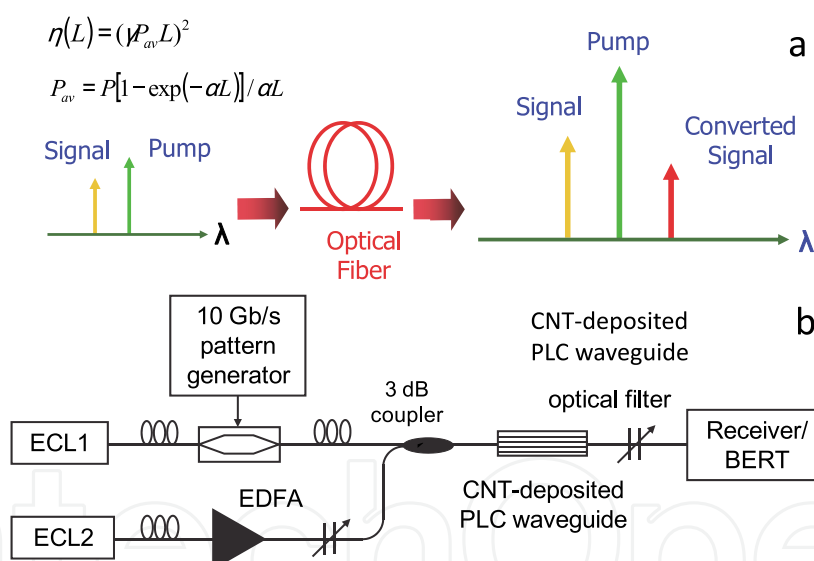 η(L)=(γP_av L)²
P_av = P[1−exp(−αL)]/αL
a
Signal
Pump
λ
Optical
Fiber
Signal
Pump
Converted
Signal
λ
b
10 Gb/s
pattern
generator
CNT-deposited
PLC waveguide
3 dB
coupler
optical filter
ECL1
Receiver/
BERT
EDFA
CNT-deposited
PLC waveguide
ECL2
ntechOpe